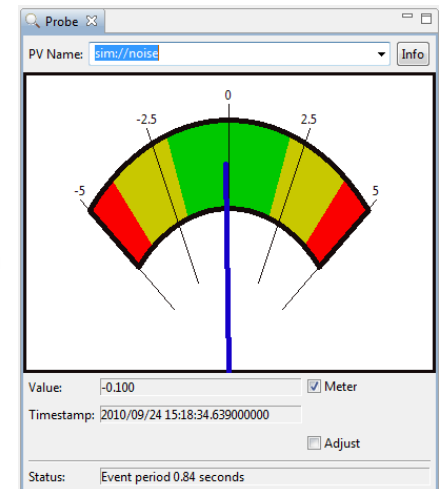 Probe
PV Name: sim://noise Info
0
-2.5 2.5
-5 5
Value: -0.100 Meter
Timestamp: 2010/09/24 15:18:34.639000000
Adjust
Status: Event period 0.84 seconds